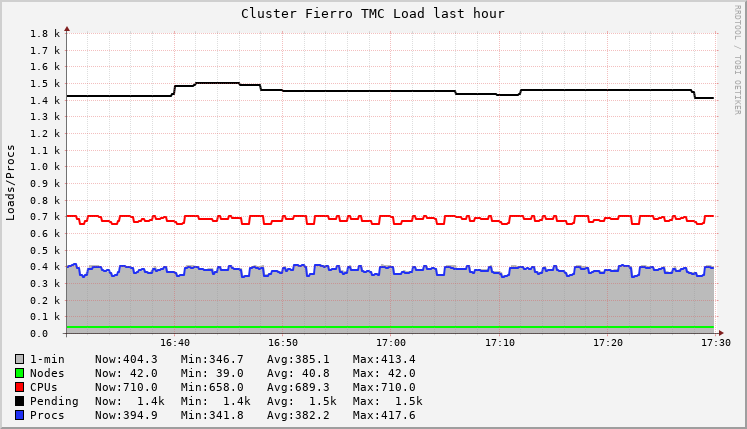 Cluster Fierro TMC Load last hour
RRDTOOL / TOBI OETIKER
Loads/Procs
1.8 k
1.7 k
1.6 k
1.5 k
1.4 k
1.3 k
1.2 k
1.1 k
1.0 k
0.9 k
0.8 k
0.7 k
0.6 k
0.5 k
0.4 k
0.3 k
0.2 k
0.1 k
0.0
16:40 16:50 17:00 17:10 17:20 17:30
1-min Now:404.3 Min:346.7 Avg:385.1 Max:413.4
Nodes Now: 42.0 Min: 39.0 Avg: 40.8 Max: 42.0
CPUs Now:710.0 Min:658.0 Avg:689.3 Max:710.0
Pending Now: 1.4k Min: 1.4k Avg: 1.5k Max: 1.5k
Procs Now:394.9 Min:341.8 Avg:382.2 Max:417.6